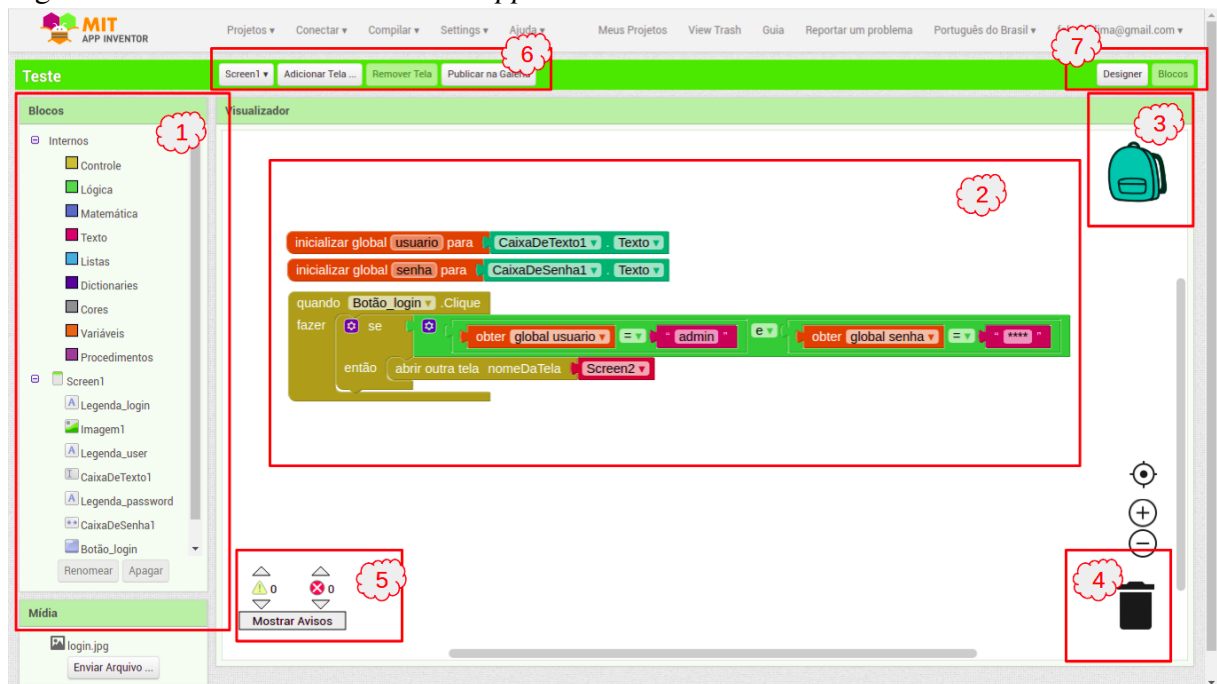 MIT
APP INVENTOR
Projetos Conectar Compilar Settings Ajuda Meus Projetos View Trash Guia Reportar um problema Português do Brasil
6
7
Teste
Screen1 Adicionar Tela ... Remover Tela Publicar na Galeria
Designer Blocos
Blocos
Visualizador
1
2
3
Internos
Controle
Lógica
Matemática
Texto
Listas
Dictionaries
Cores
Variáveis
Procedimentos
Screen1
Legenda_login
Imagem1
Legenda_user
CaixaDeTexto1
Legenda_password
CaixaDeSenha1
Botão_login
Renomear Apagar
Mídia
login.jpg
Enviar Arquivo ...
inicializar global usuario para CaixaDeTexto1 . Texto
inicializar global senha para CaixaDeSenha1 . Texto
quando Botão_login .Clique
fazer se obter global usuario = " admin " e obter global senha = " **** "
então abrir outra tela nomeDaTela Screen2
0 0
5
Mostrar Avisos
4